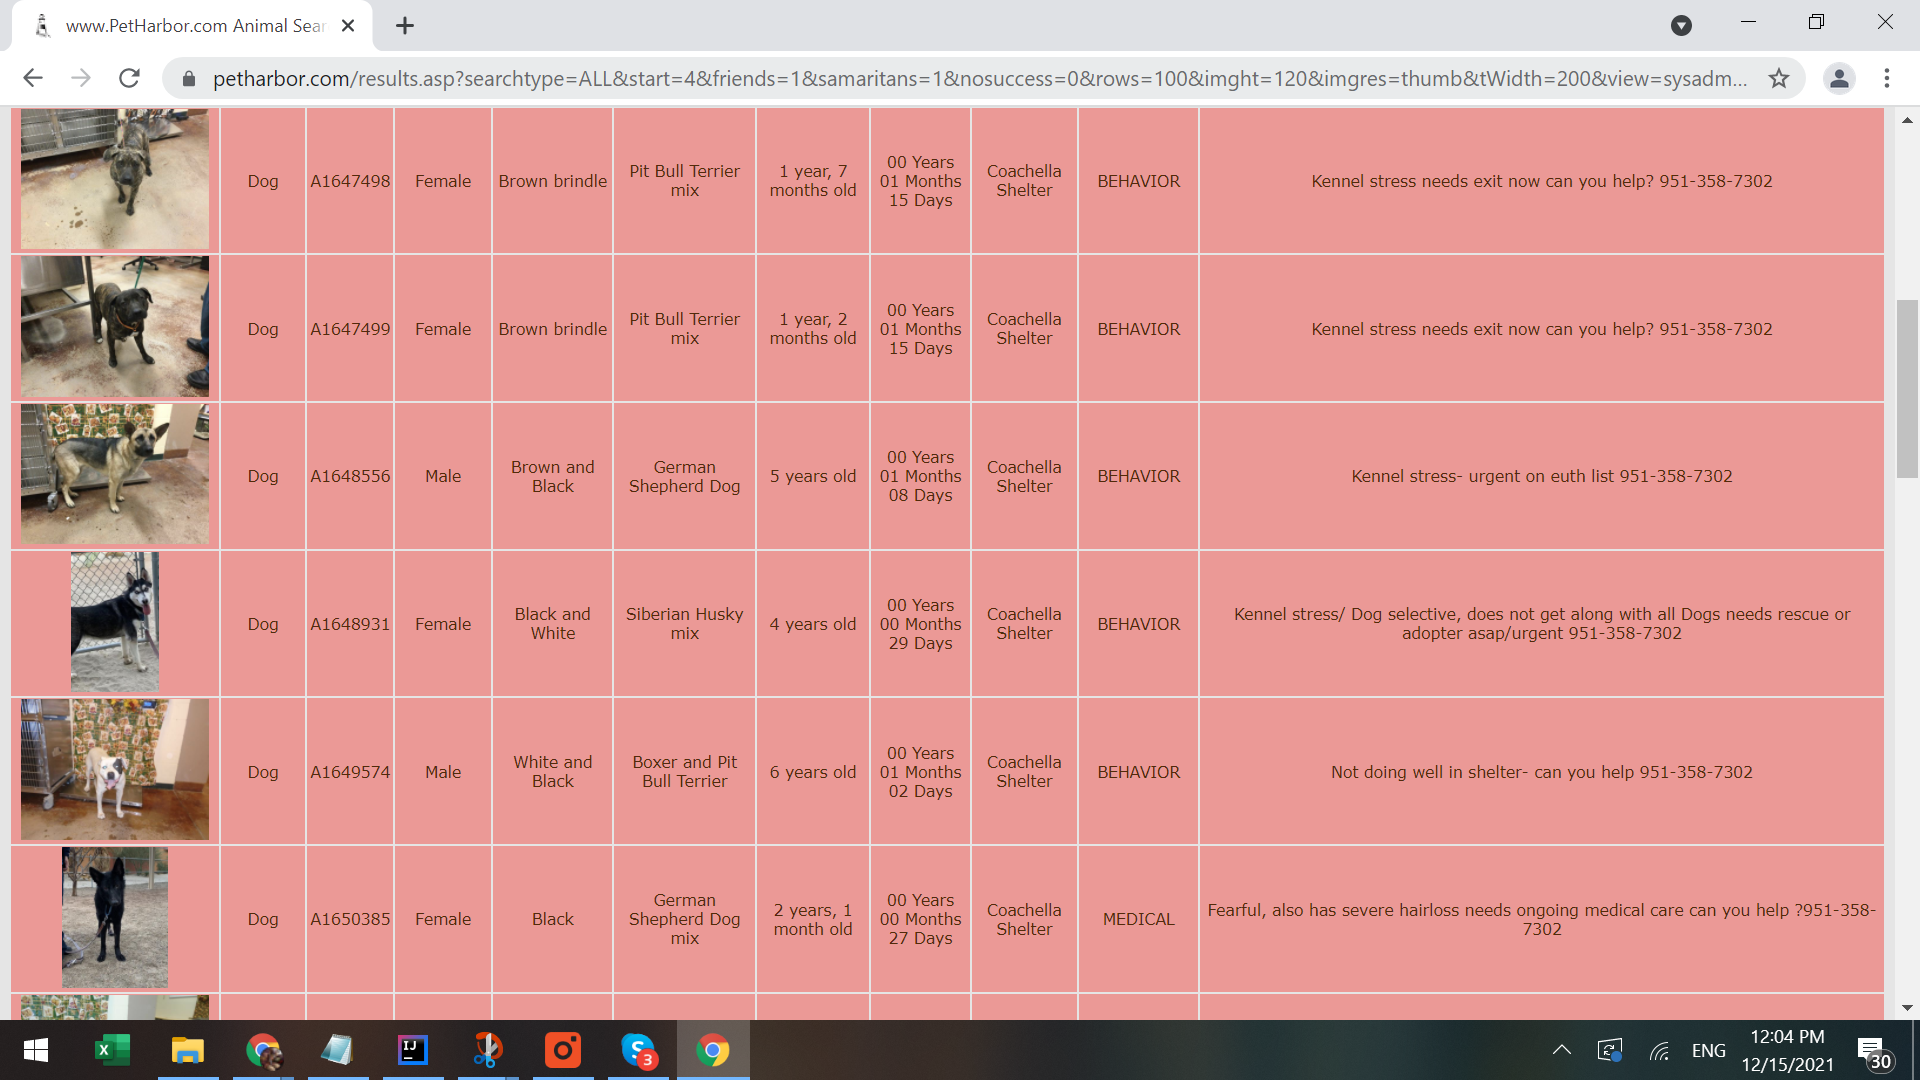 www.PetHarbor.com Animal Sear
petharbor.com/results.asp?searchtype=ALL&start=4&friends=1&samaritans=1&nosuccess=0&rows=100&imght=120&imgres=thumb&tWidth=200&view=sysadm...
Dog A1647498 Female Brown brindle Pit Bull Terrier mix 1 year, 7 months old 00 Years 01 Months 15 Days Coachella Shelter BEHAVIOR Kennel stress needs exit now can you help? 951-358-7302
Dog A1647499 Female Brown brindle Pit Bull Terrier mix 1 year, 2 months old 00 Years 01 Months 15 Days Coachella Shelter BEHAVIOR Kennel stress needs exit now can you help? 951-358-7302
Dog A1648556 Male Brown and Black German Shepherd Dog 5 years old 00 Years 01 Months 08 Days Coachella Shelter BEHAVIOR Kennel stress- urgent on euth list 951-358-7302
Dog A1648931 Female Black and White Siberian Husky mix 4 years old 00 Years 00 Months 29 Days Coachella Shelter BEHAVIOR Kennel stress/ Dog selective, does not get along with all Dogs needs rescue or adopter asap/urgent 951-358-7302
Dog A1649574 Male White and Black Boxer and Pit Bull Terrier 6 years old 00 Years 01 Months 02 Days Coachella Shelter BEHAVIOR Not doing well in shelter- can you help 951-358-7302
Dog A1650385 Female Black German Shepherd Dog mix 2 years, 1 month old 00 Years 00 Months 27 Days Coachella Shelter MEDICAL Fearful, also has severe hairloss needs ongoing medical care can you help ?951-358-7302
X
IJ
S 3
ENG
12:04 PM
12/15/2021
30